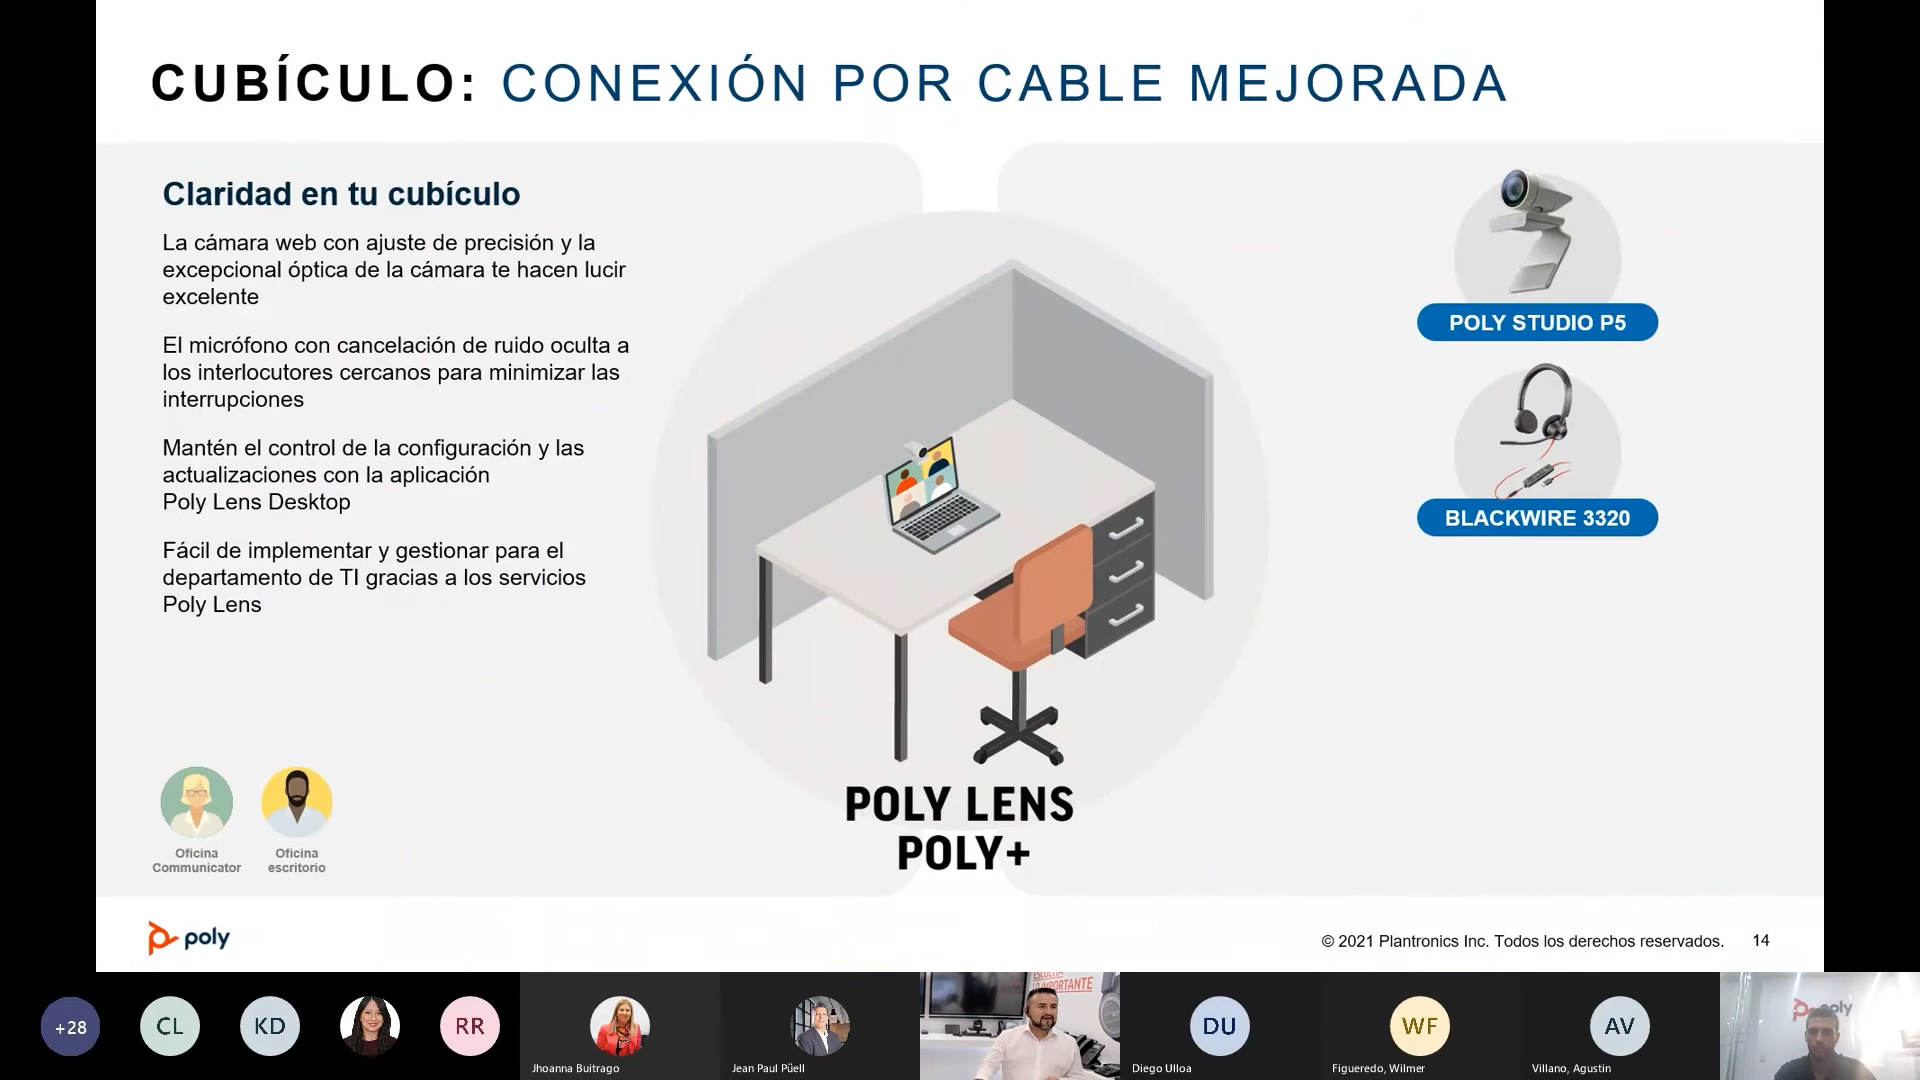 CUBÍCULO: CONEXIÓN POR CABLE MEJORADA
Claridad en tu cubículo
La cámara web con ajuste de precisión y la
excepcional óptica de la cámara te hacen lucir
excelente
El micrófono con cancelación de ruido oculta a
los interlocutores cercanos para minimizar las
interrupciones
Mantén el control de la configuración y las
actualizaciones con la aplicación
Poly Lens Desktop
Fácil de implementar y gestionar para el
departamento de TI gracias a los servicios
Poly Lens
POLY STUDIO P5
BLACKWIRE 3320
Oficina
Communicator
Oficina
escritorio
POLY LENS
POLY+
poly
© 2021 Plantronics Inc. Todos los derechos reservados.
14
+28
CL
KD
RR
Jhoanna Buitrago
Jean Paul Püell
ESCUCHA
LO IMPORTANTE
DU
Diego Ulloa
WF
Figueredo, Wilmer
AV
Villano, Agustin
poly